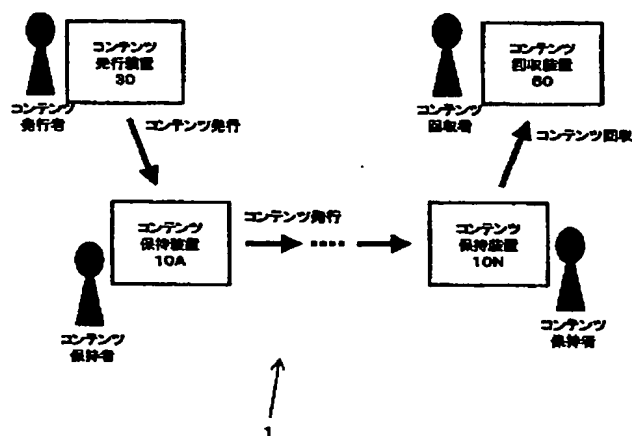 コンテンツ
発行装置
30
コンテンツ
発行者
コンテンツ発行
コンテンツ
回収装置
60
コンテンツ
回収者
コンテンツ回収
コンテンツ
保持装置
10A
コンテンツ
保持者
コンテンツ発行
コンテンツ
保持装置
10N
コンテンツ
保持者
1